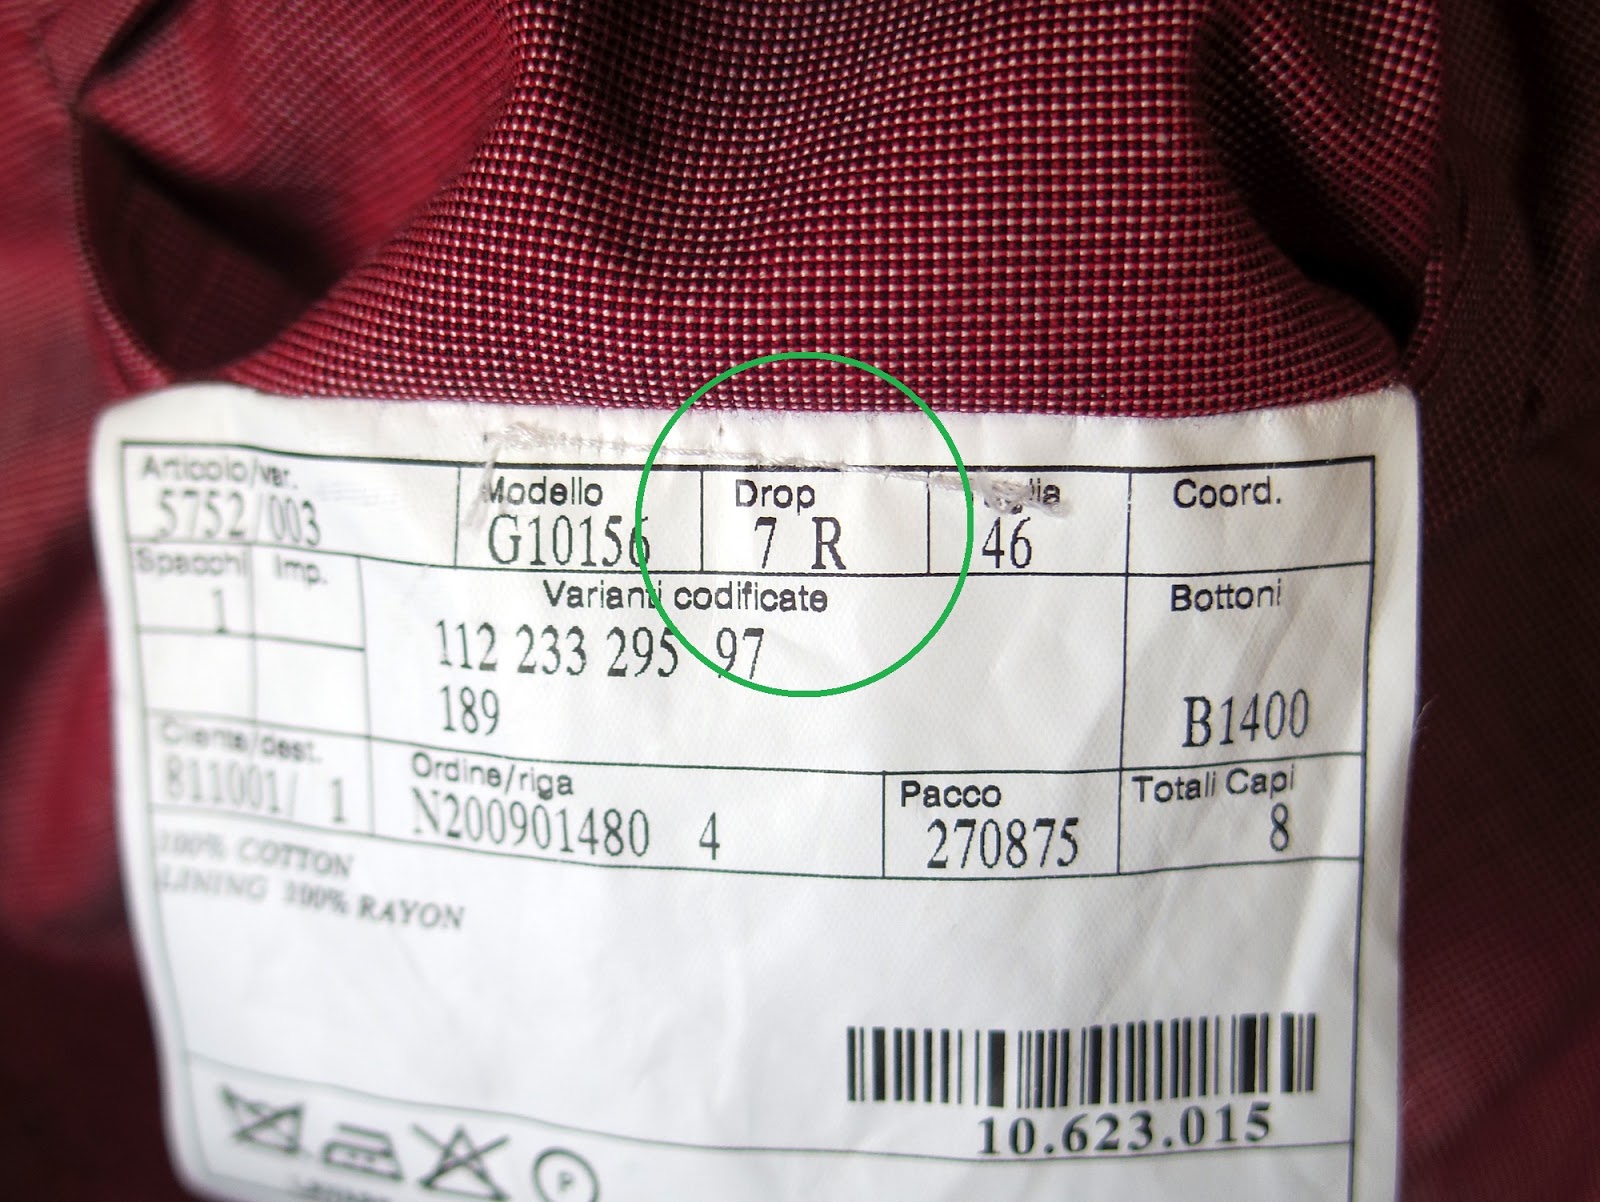 Articolo/var. Modello Drop Coord.
5752/003 G10156 7 R 46
Spacchi Imp. Varianti codificate Bottoni
1 112 233 295 97
189 B1400
Cliente/dest. Ordine/riga Pacco Totali Capi
811001/ 1 N200901480 4 270875 8
100% COTTON
LINING 100% RAYON
10.623.015
P